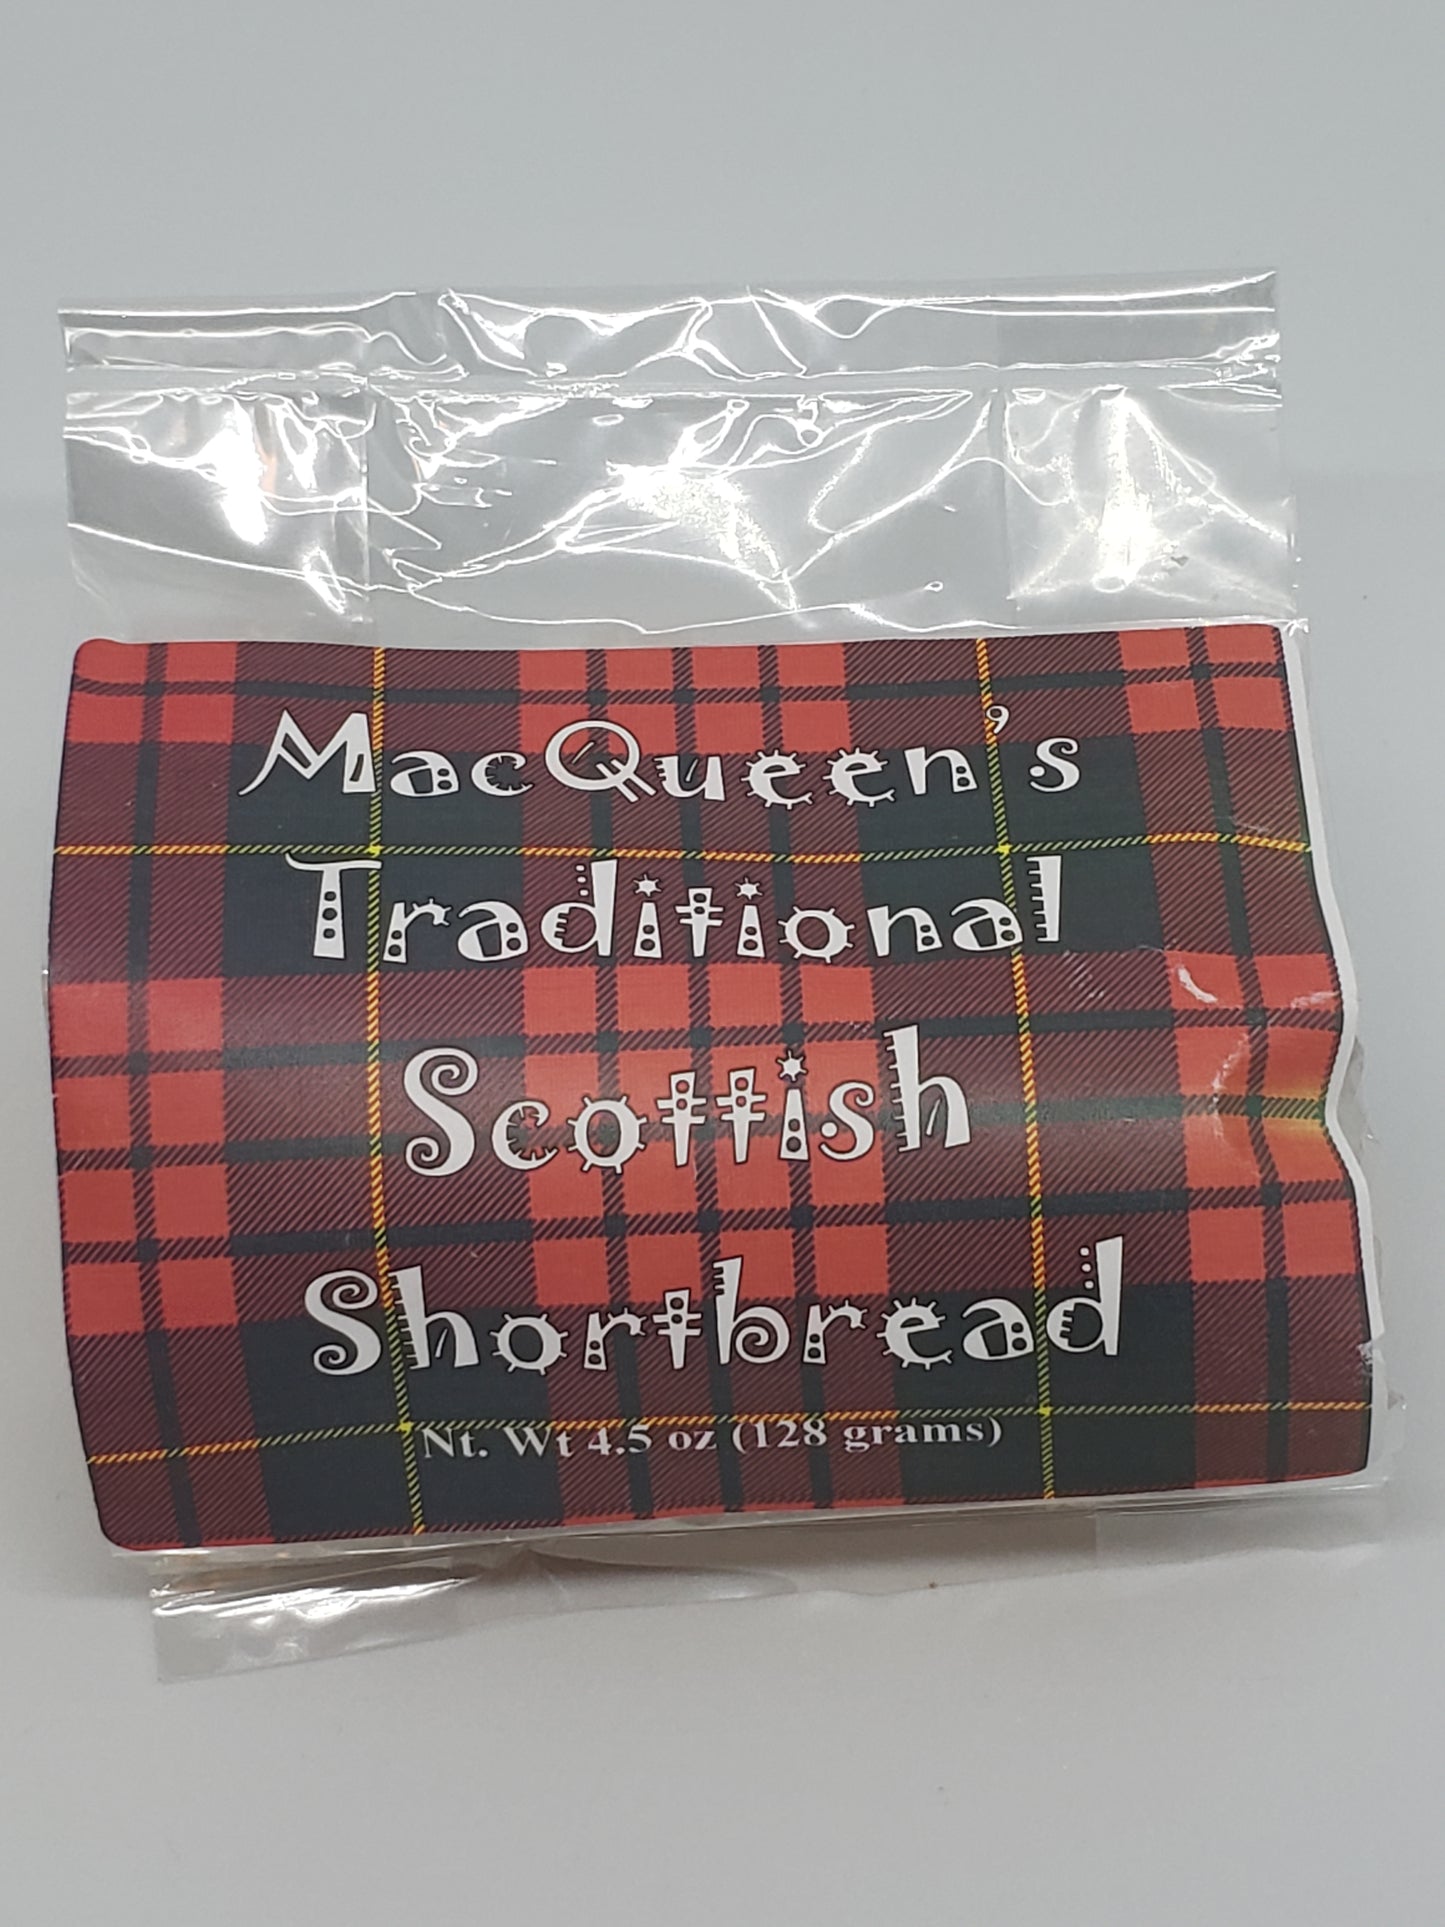 MacQueen's
Traditional
Scottish
Shortbread
Nt. Wt 4.5 oz (128 grams)